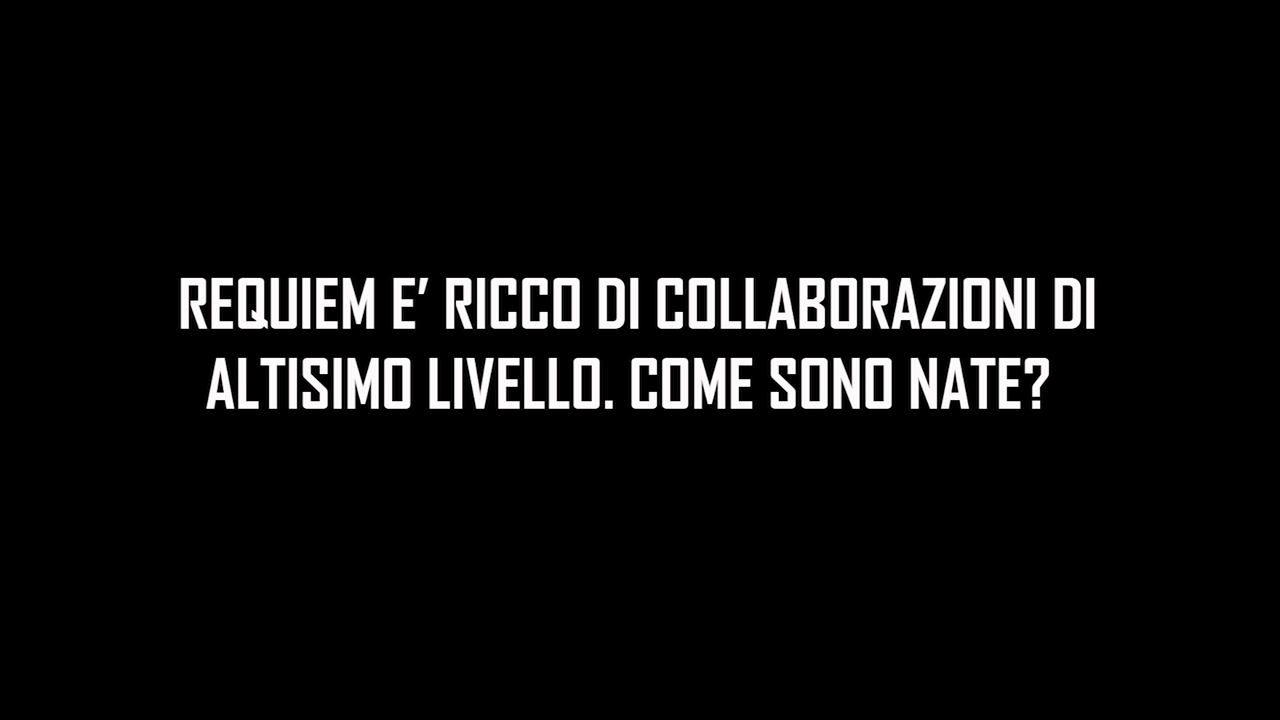 REQUIEM E’ RICCO DI COLLABORAZIONI DI
ALTISIMO LIVELLO. COME SONO NATE?